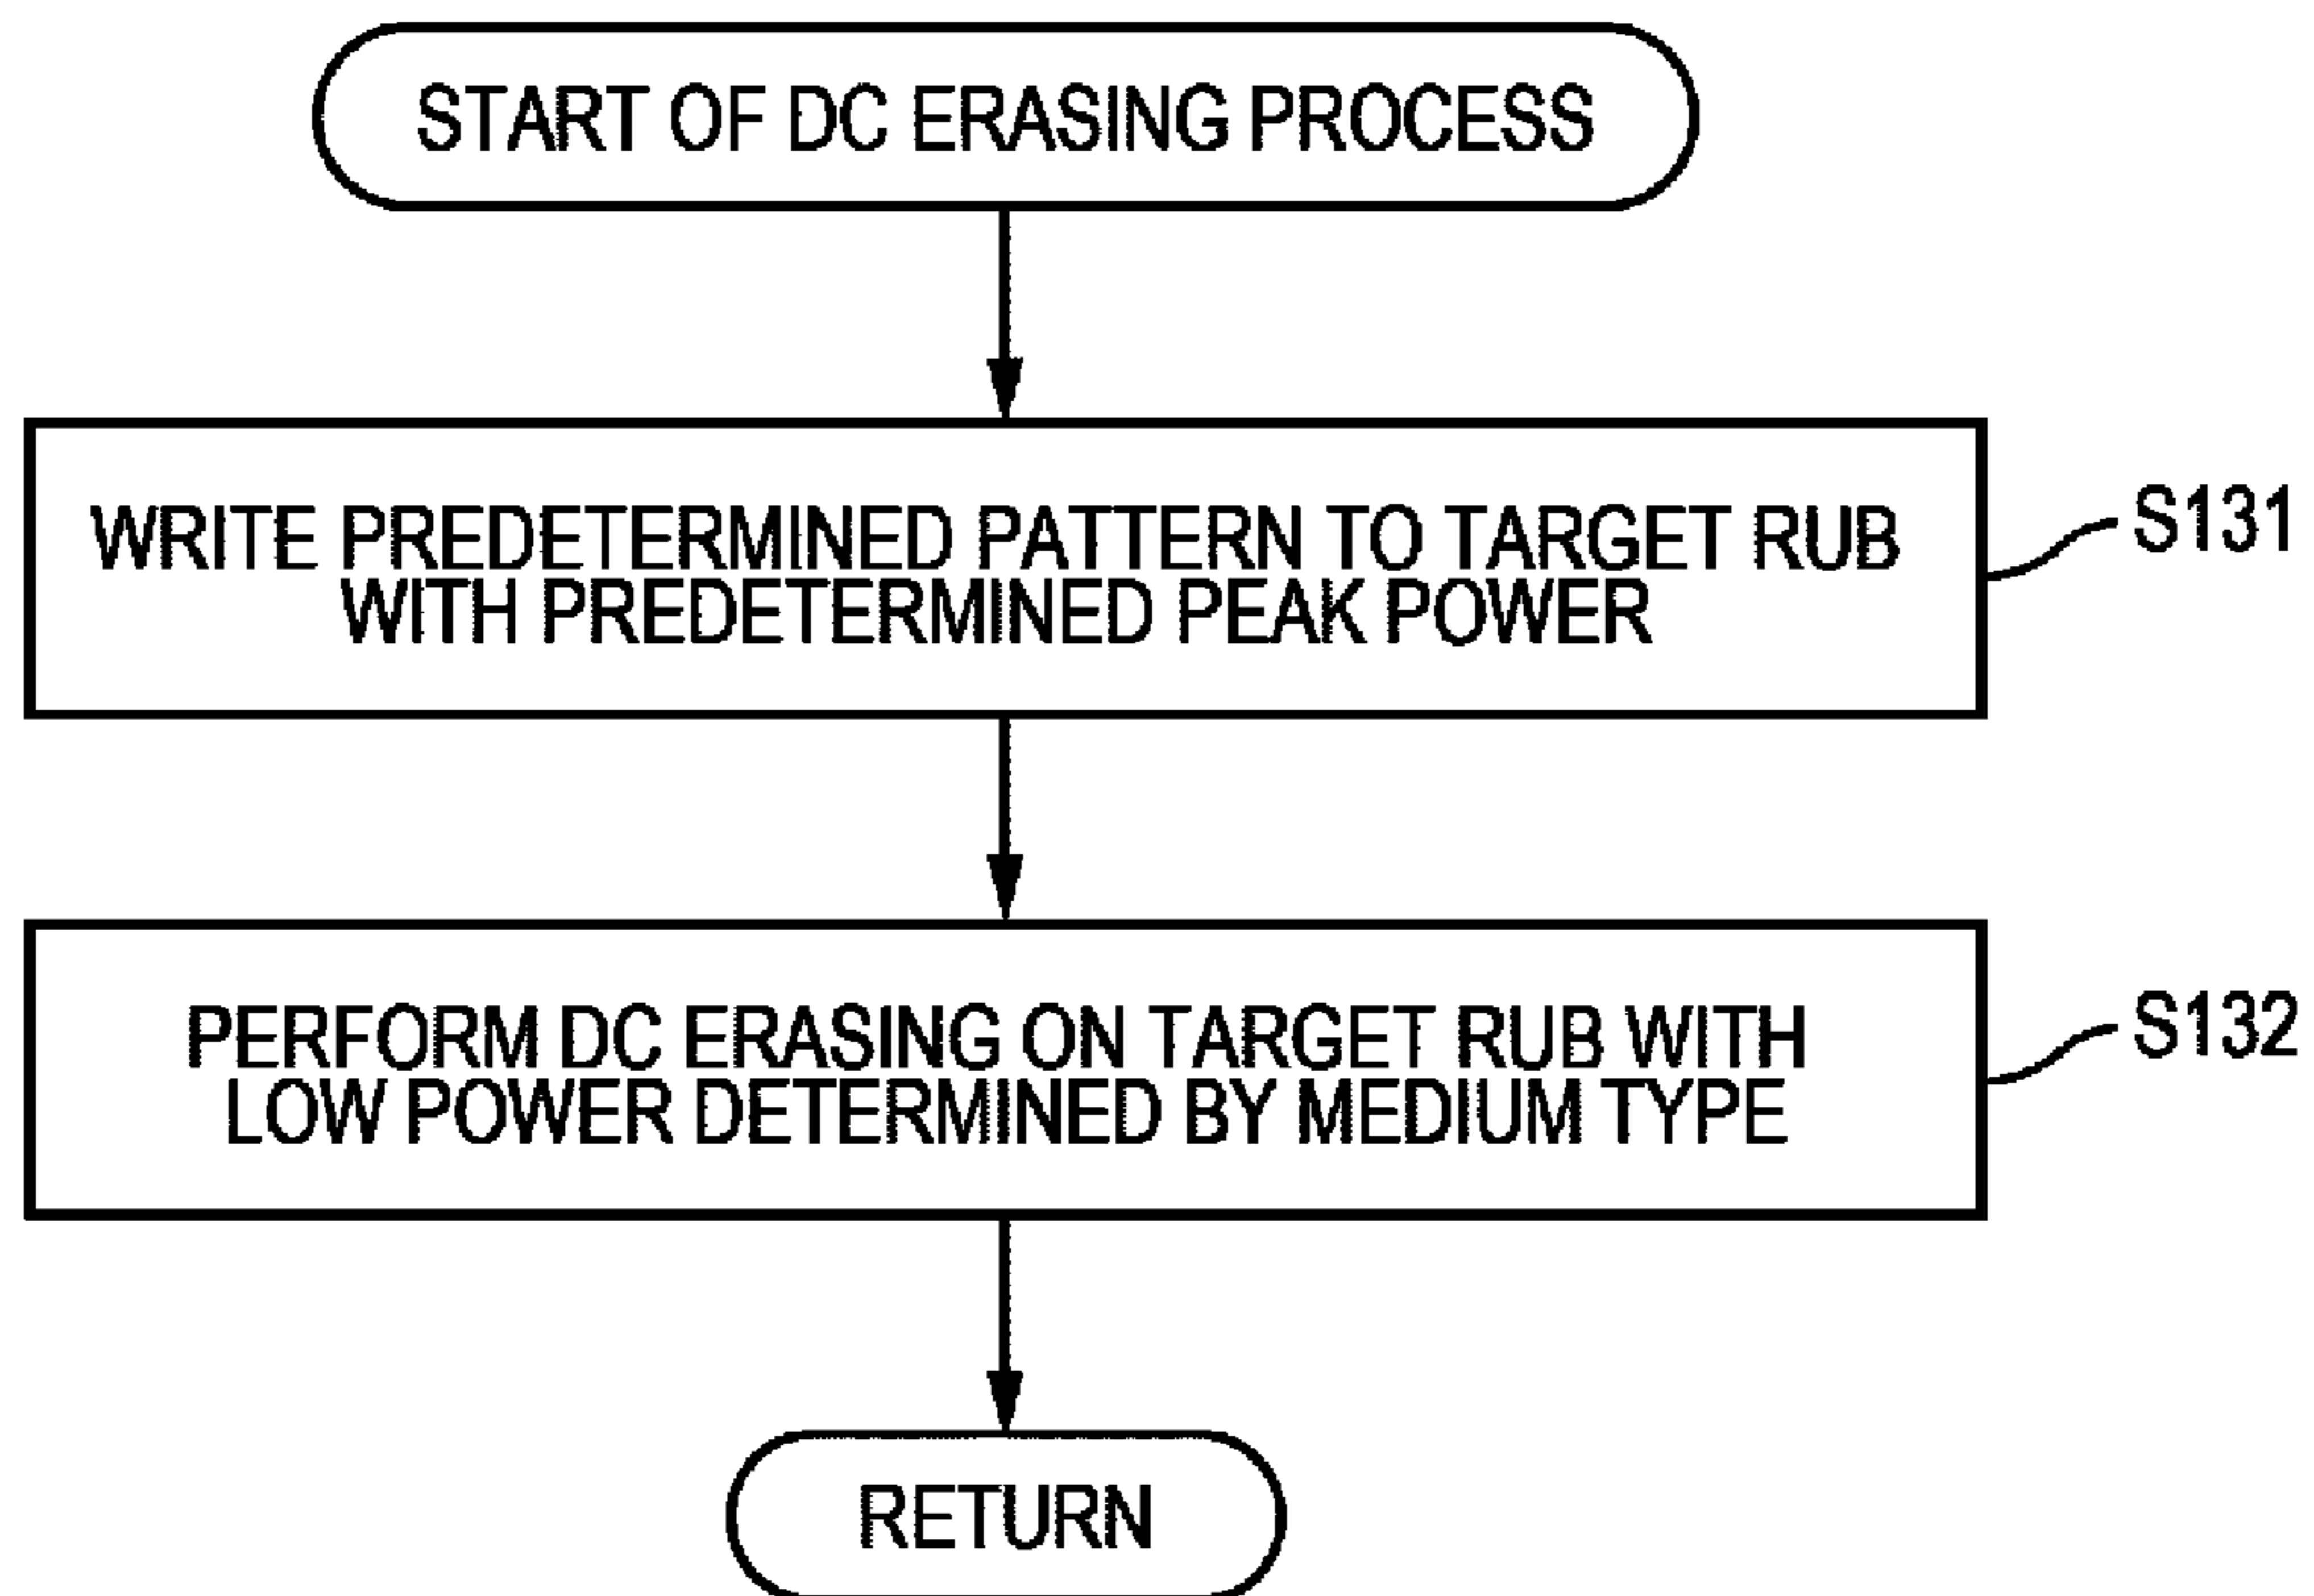 START OF DC ERASING PROCESS
WRITE PREDETERMINED PATTERN TO TARGET RUB
WITH PREDETERMINED PEAK POWER
S131
PERFORM DC ERASING ON TARGET RUB WITH
LOW POWER DETERMINED BY MEDIUM TYPE
S132
RETURN